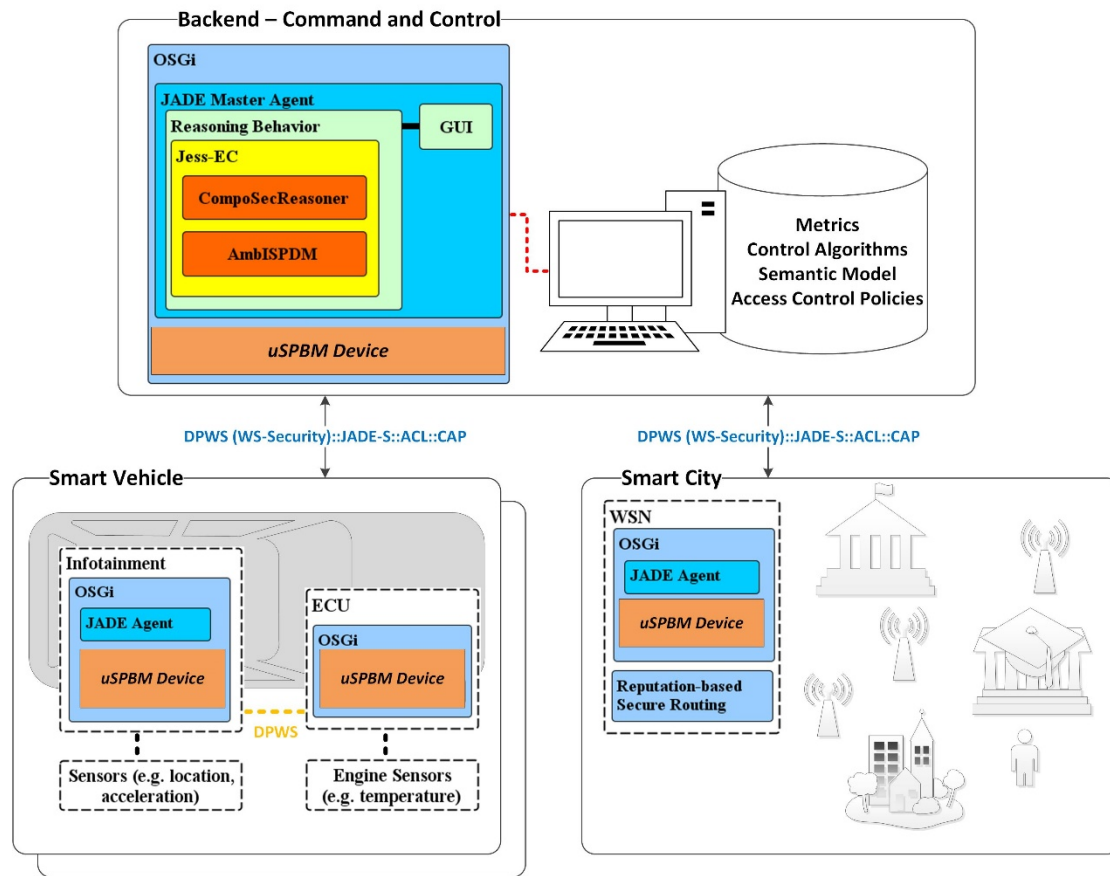 Backend – Command and Control
OSGi
JADE Master Agent
Reasoning Behavior
GUI
Jess-EC
CompoSecReasoner
AmbISPDM
uSPBM Device
Metrics
Control Algorithms
Semantic Model
Access Control Policies
DPWS (WS-Security)::JADE-S::ACL::CAP
DPWS (WS-Security)::JADE-S::ACL::CAP
Smart Vehicle
Infotainment
OSGi
JADE Agent
uSPBM Device
ECU
OSGi
uSPBM Device
DPWS
Sensors (e.g. location,
acceleration)
Engine Sensors
(e.g. temperature)
Smart City
WSN
OSGi
JADE Agent
uSPBM Device
Reputation-based
Secure Routing